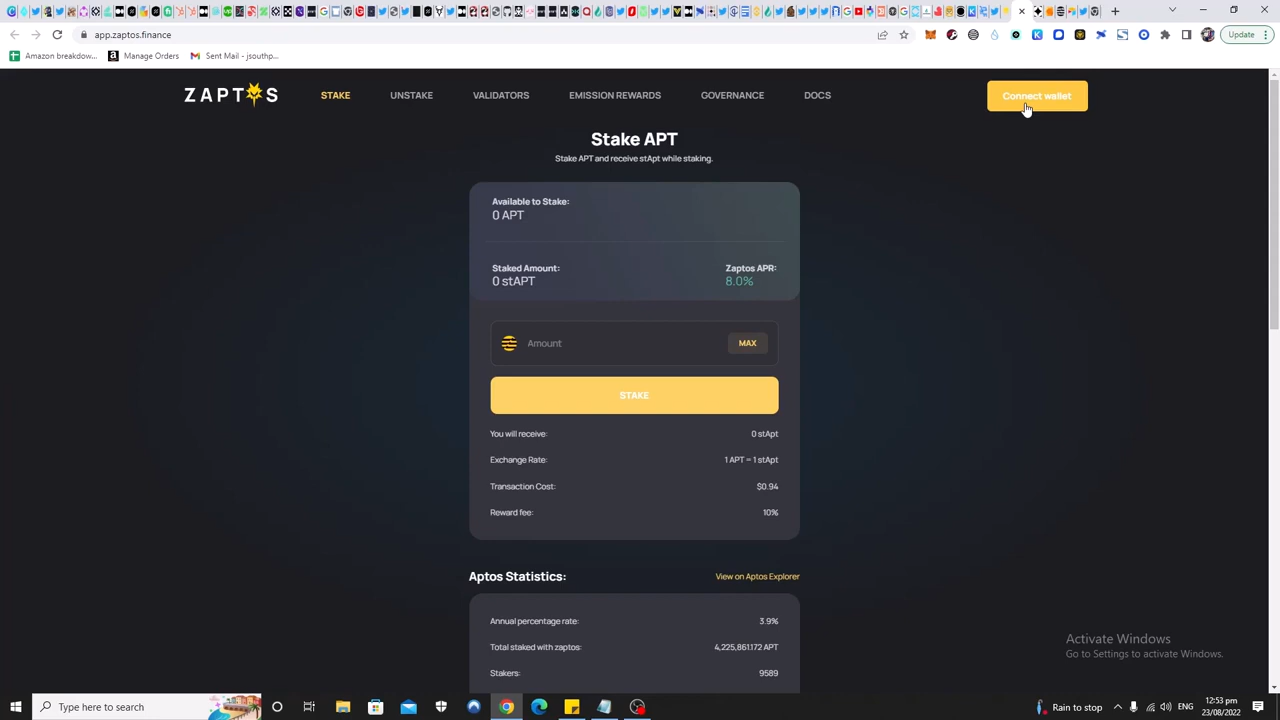 app.zaptos.finance
Update
Amazon breakdow...
Manage Orders
Sent Mail - jsouthp...
ZAPTOS
STAKE
UNSTAKE
VALIDATORS
EMISSION REWARDS
GOVERNANCE
DOCS
Connect wallet
Stake APT
Stake APT and receive stApt while staking.
Available to Stake:
0 APT
Staked Amount:
Zaptos APR:
0 stAPT
8.0%
Amount
MAX
STAKE
You will receive:
0 stApt
Exchange Rate:
1 APT = 1 stApt
Transaction Cost:
$0.94
Reward fee:
10%
Aptos Statistics:
View on Aptos Explorer
Annual percentage rate:
3.9%
Total staked with zaptos:
4,225,861.172 APT
Stakers:
9589
Activate Windows
Go to Settings to activate Windows.
Type here to search
Rain to stop
ENG
12:53 pm
23/08/2022